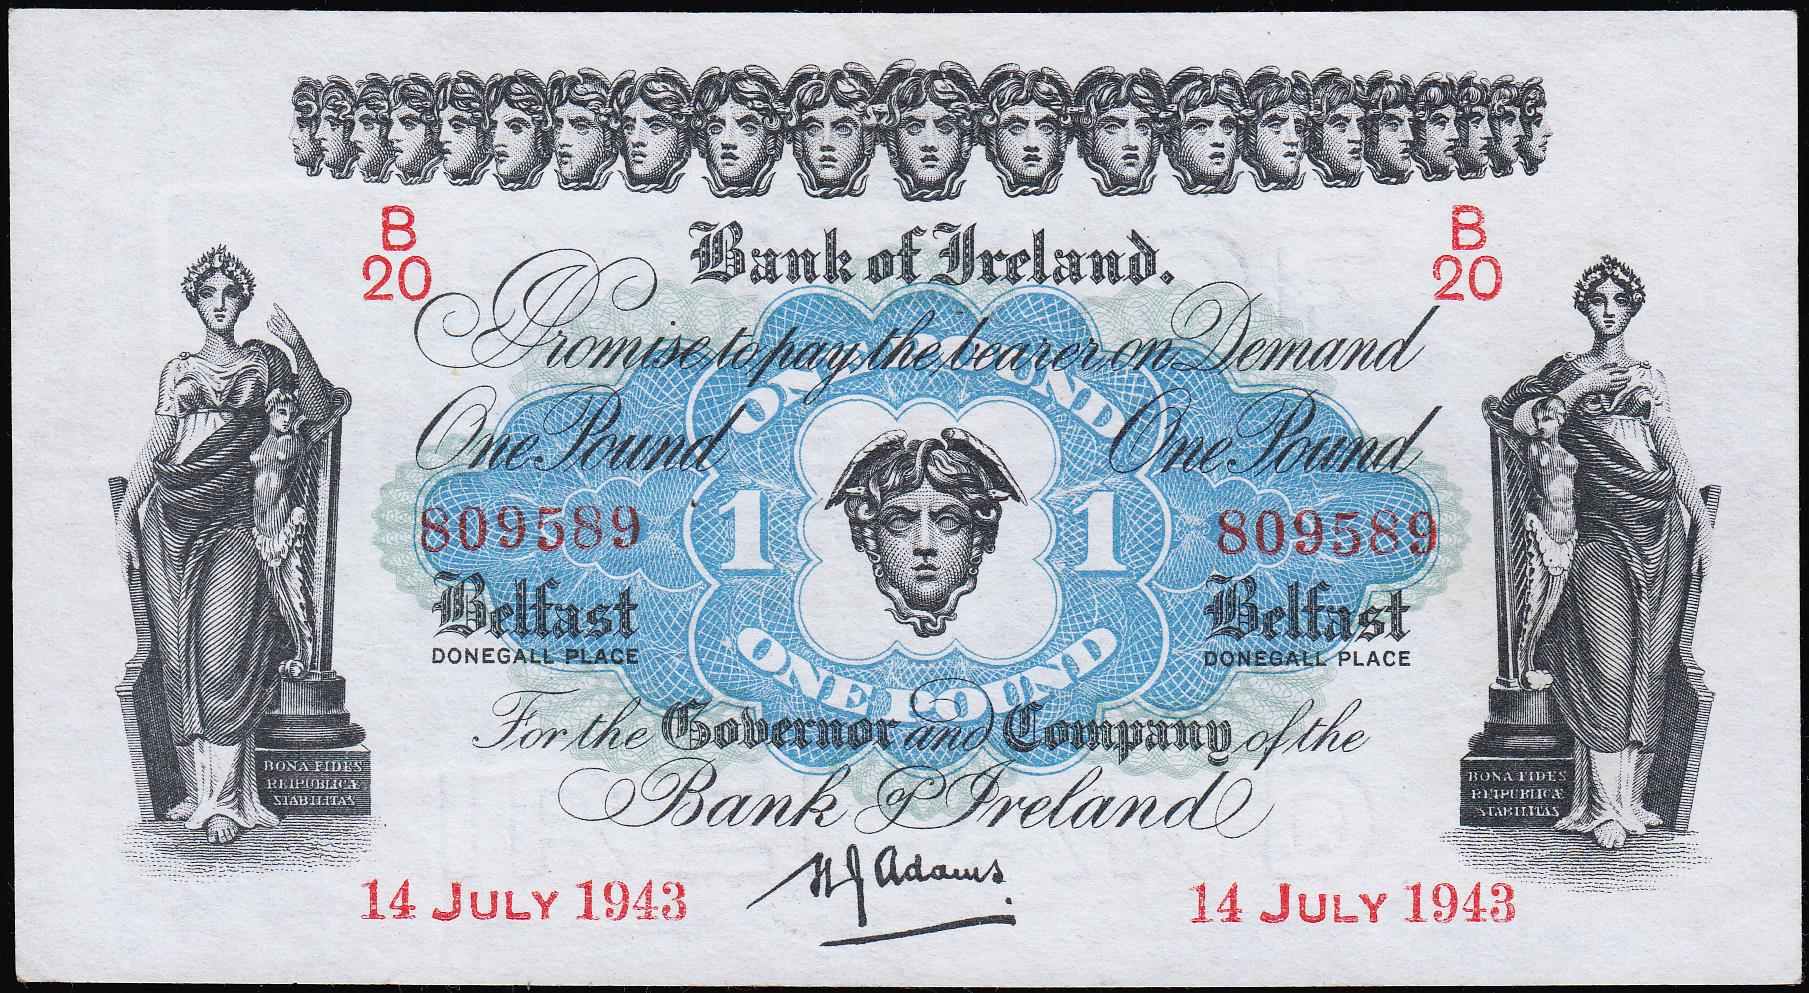 B
20
B
20
Bank of Ireland.
I Promise to pay the bearer on Demand
ONE POUND
One Pound
One Pound
1
1
809589
809589
Belfast
Belfast
DONEGALL PLACE
DONEGALL PLACE
ONE POUND
For the Governor and Company of the
Bank of Ireland
BONA FIDES
REIPUBLICÆ
STABILITAS
BONA FIDES
REIPUBLICÆ
STABILITAS
H J Adams
14 JULY 1943
14 JULY 1943